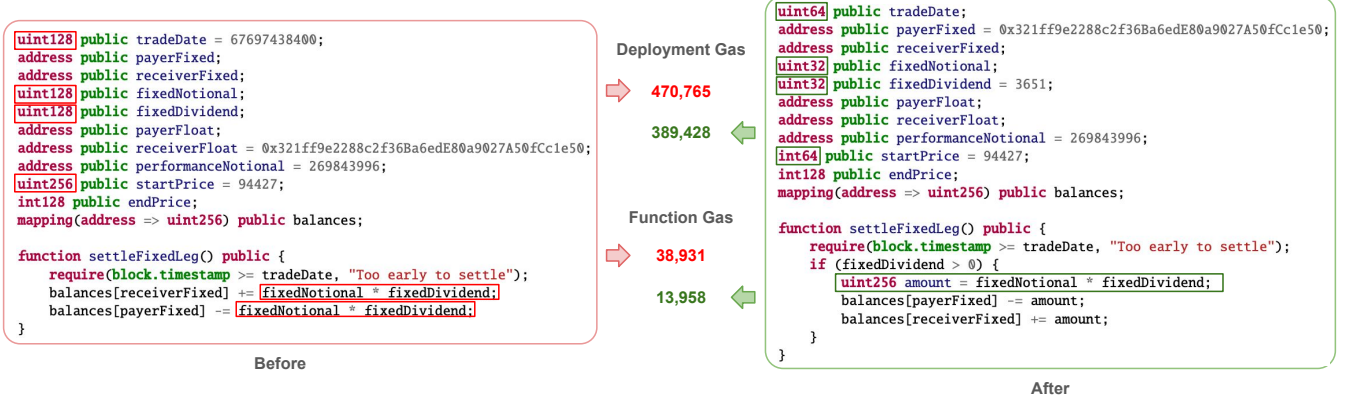 uint128 public tradeDate = 67697438400;
address public payerFixed;
address public receiverFixed;
uint128 public fixedNotional;
uint128 public fixedDividend;
address public payerFloat;
address public receiverFloat = 0x321ff9e2288c2f36Ba6edE80a9027A50fCc1e50;
address public performanceNotional = 269843996;
uint256 public startPrice = 94427;
int128 public endPrice;
mapping(address => uint256) public balances;
function settleFixedLeg() public {
require(block.timestamp >= tradeDate, "Too early to settle");
balances[receiverFixed] += fixedNotional * fixedDividend;
balances[payerFixed] -= fixedNotional * fixedDividend;
}
Before
Deployment Gas
470,765
389,428
Function Gas
38,931
13,958
uint64 public tradeDate;
address public payerFixed = 0x321ff9e2288c2f36Ba6edE80a9027A50fCc1e50;
address public receiverFixed;
uint32 public fixedNotional;
uint32 public fixedDividend = 3651;
address public payerFloat;
address public receiverFloat;
address public performanceNotional = 269843996;
int64 public startPrice = 94427;
int128 public endPrice;
mapping(address => uint256) public balances;
function settleFixedLeg() public {
require(block.timestamp >= tradeDate, "Too early to settle");
if (fixedDividend > 0) {
uint256 amount = fixedNotional * fixedDividend;
balances[payerFixed] -= amount;
balances[receiverFixed] += amount;
}
}
After